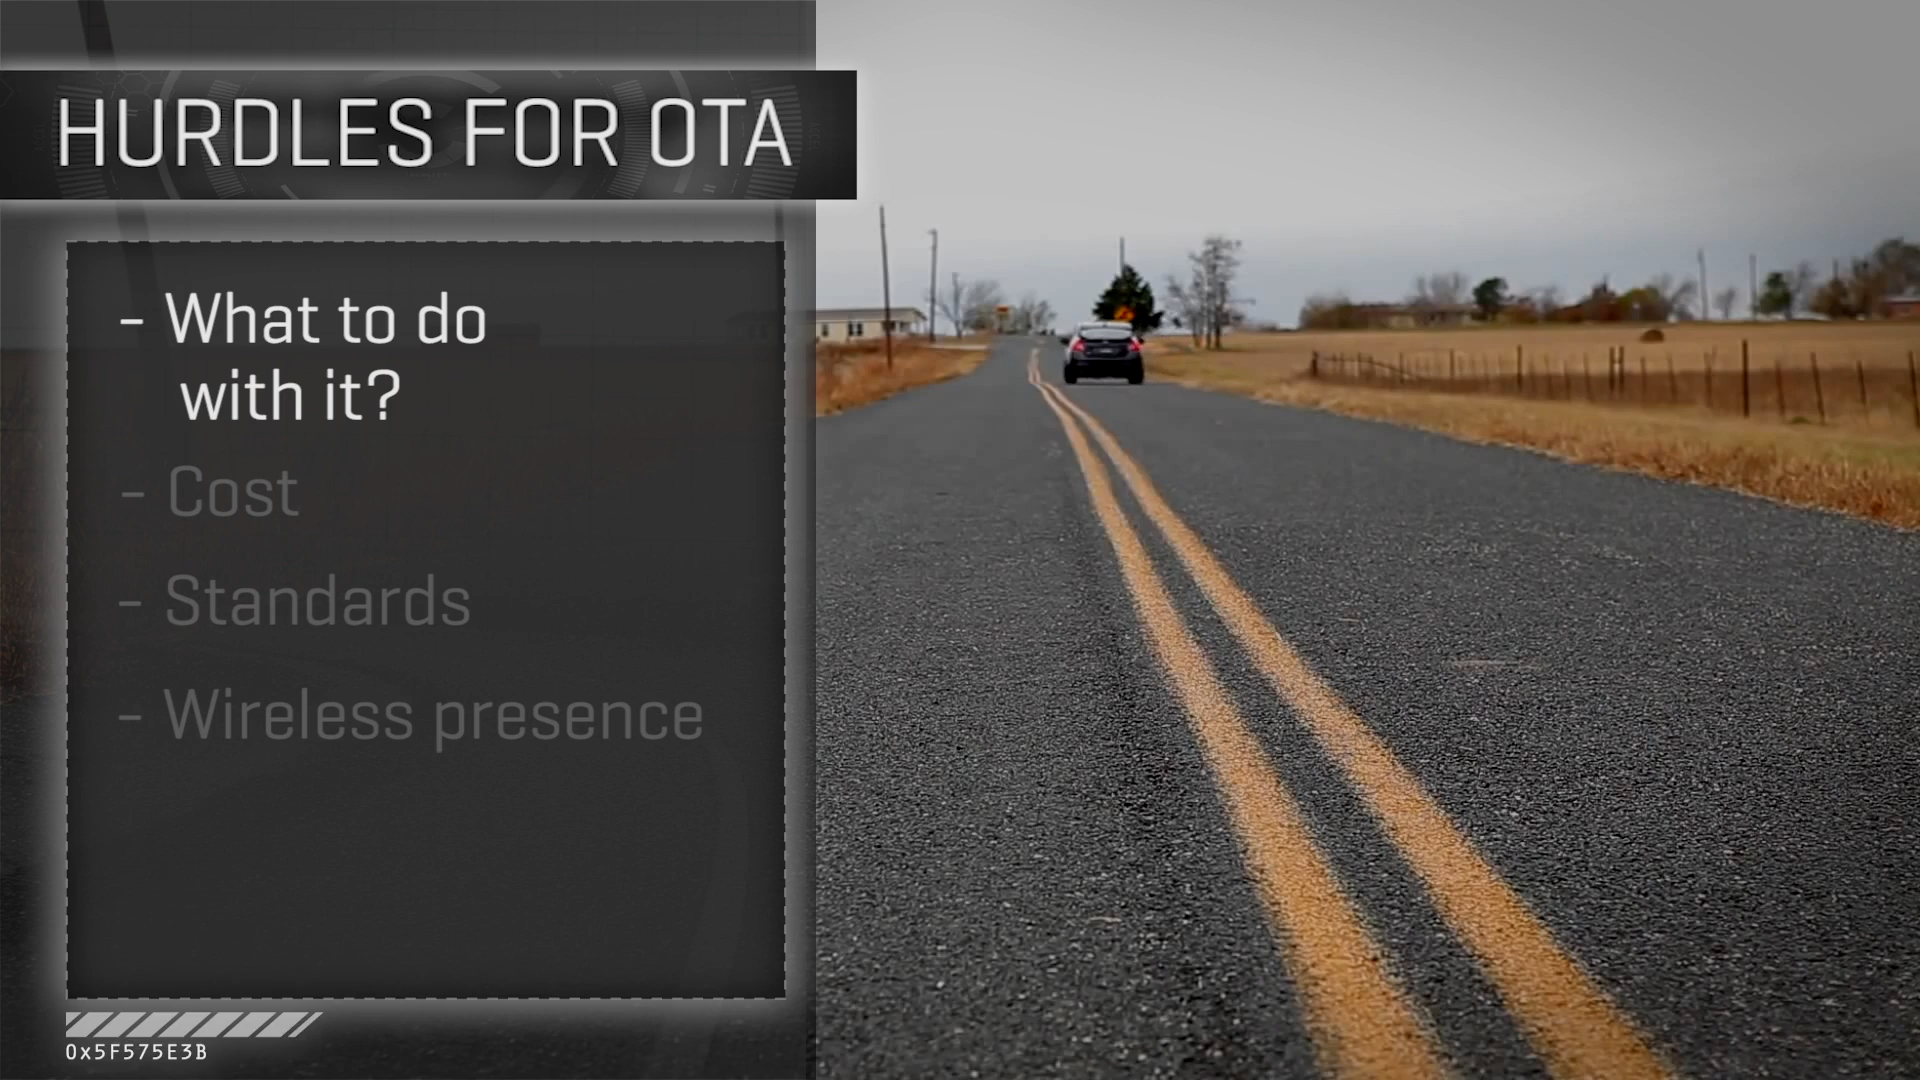 HURDLES FOR OTA
- What to do
with it?
- Cost
- Standards
- Wireless presence
0x5F575E3B